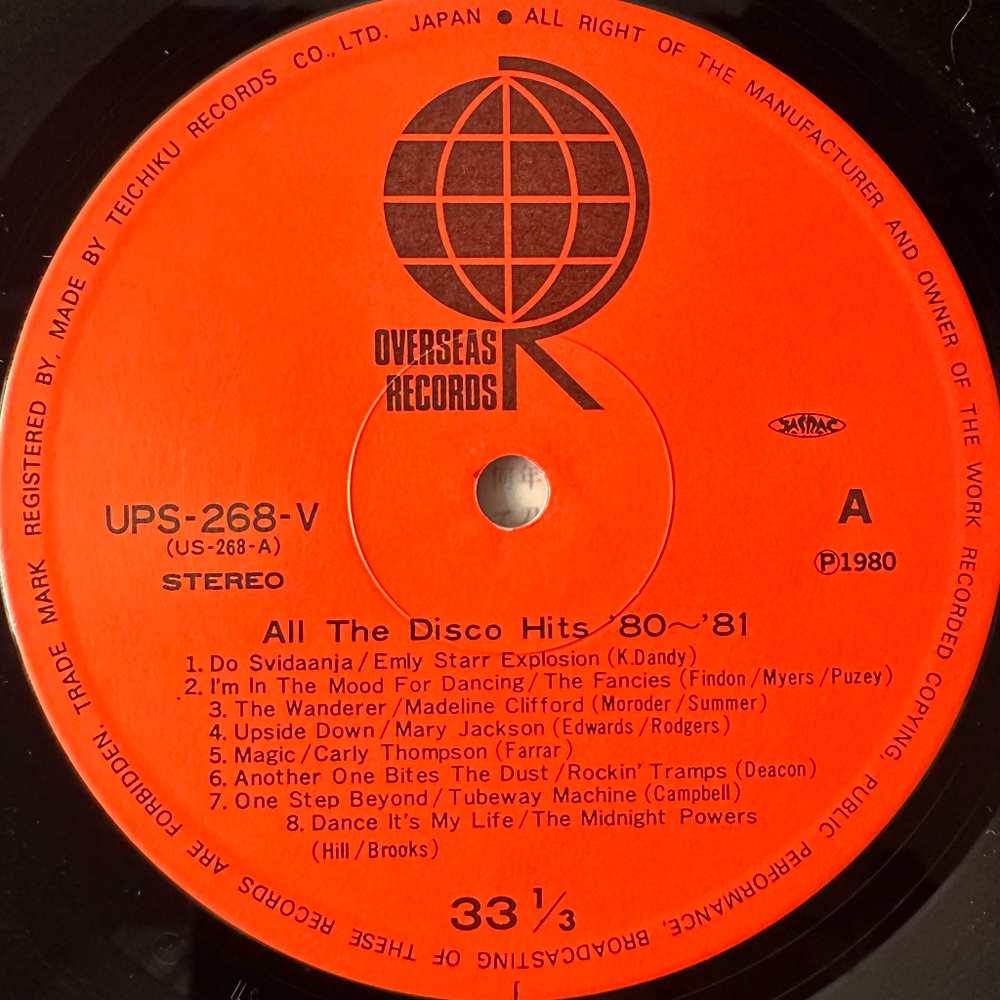 TRADE MARK REGISTERED BY, MADE BY TEICHIKU RECORDS CO., LTD. JAPAN ● ALL RIGHT OF THE MANUFACTURER AND OWNER OF THE WORK RECORDED COPYING, PUBLIC PERFORMANCE, BROADCASTING OF THESE RECORDS ARE FORBIDDEN.
OVERSEAS
RECORDS
R
JASRAC
UPS-268-V
(US-268-A)
STEREO
A
Ⓟ1980
All The Disco Hits '80～'81
1. Do Svidaanja / Emly Starr Explosion (K.Dandy)
2. I'm In The Mood For Dancing / The Fancies (Findon / Myers / Puzey)
3. The Wanderer / Madeline Clifford (Moroder / Summer)
4. Upside Down / Mary Jackson (Edwards / Rodgers)
5. Magic / Carly Thompson (Farrar)
6. Another One Bites The Dust / Rockin' Tramps (Deacon)
7. One Step Beyond / Tubeway Machine (Campbell)
8. Dance It's My Life / The Midnight Powers
(Hill / Brooks)
33 1/3